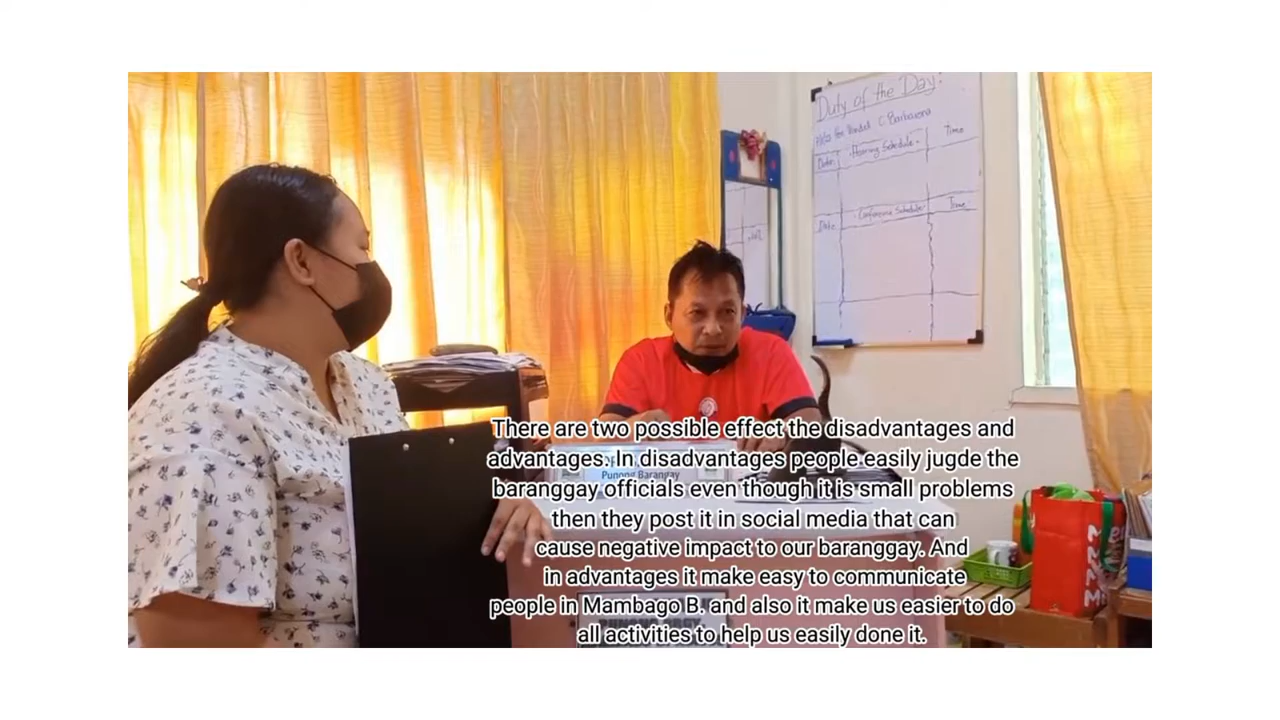 Duty of the Day:
C. Barbarona
Hearing Schedule
Time
Date
Conference Schedule
Time
Date
There are two possible effect the disadvantages and
advantages. In disadvantages people easily jugde the
Punong Barangay
baranggay officials even though it is small problems
then they post it in social media that can
cause negative impact to our baranggay. And
in advantages it make easy to communicate
people in Mambago B. and also it make us easier to do
all activities to help us easily done it.